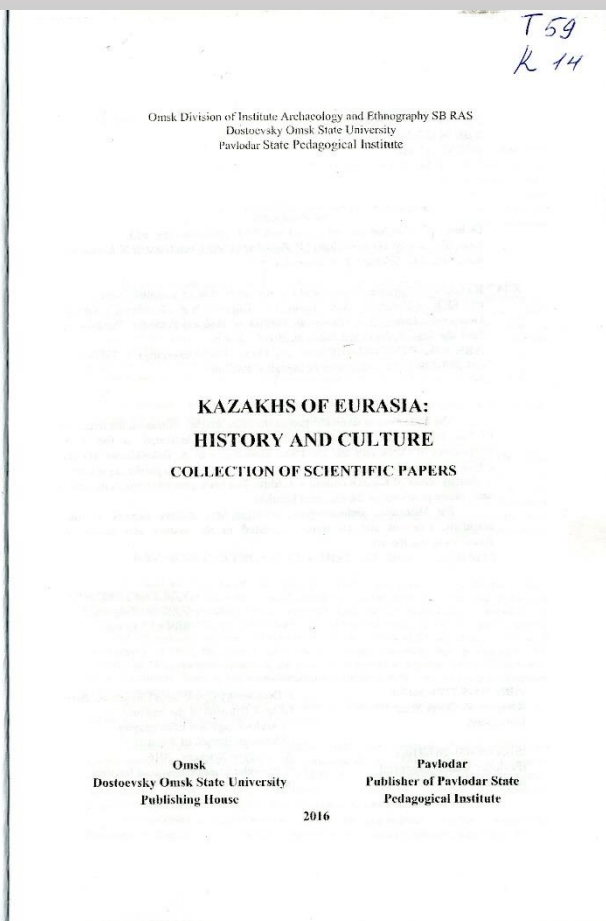 Т 59
К 14
Omsk Division of Institute Archaeology and Ethnography SB RAS
Dostoevsky Omsk State University
Pavlodar State Pedagogical Institute
KAZAKHS OF EURASIA:
HISTORY AND CULTURE
COLLECTION OF SCIENTIFIC PAPERS
Omsk
Dostoevsky Omsk State University
Publishing House
Pavlodar
Publisher of Pavlodar State
Pedagogical Institute
2016